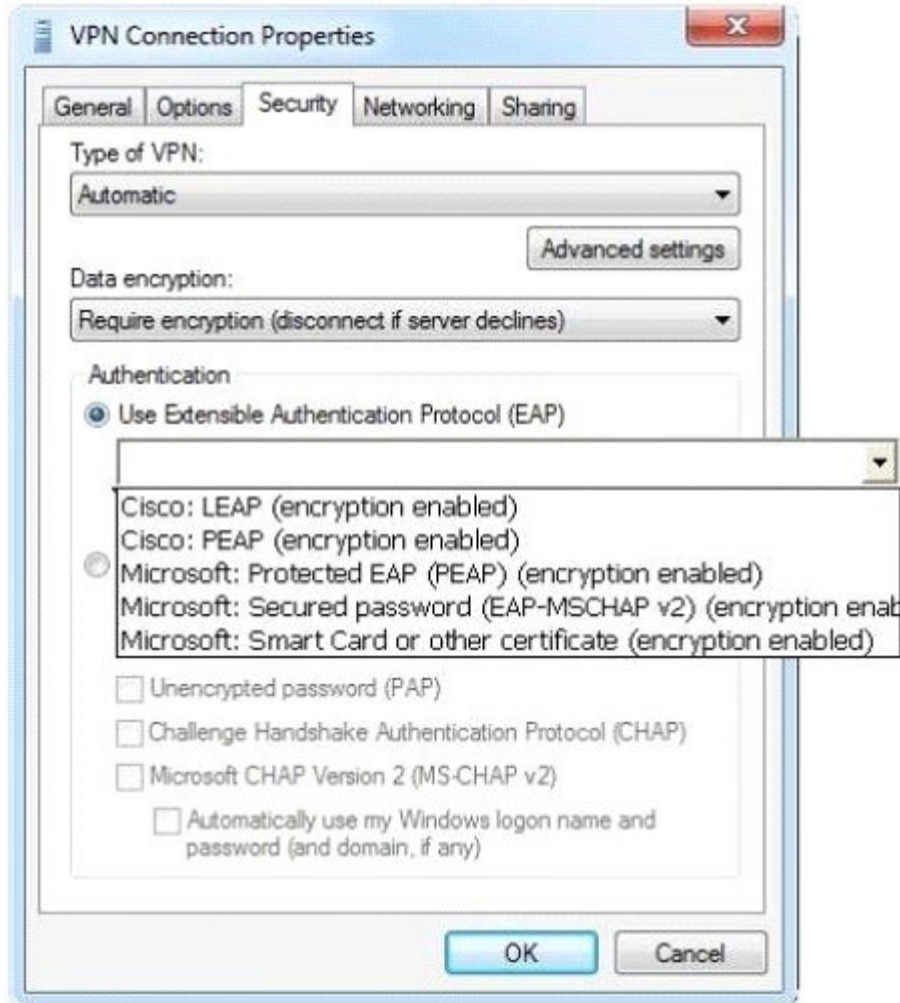 VPN Connection Properties
General Options Security Networking Sharing
Type of VPN:
Automatic
Advanced settings
Data encryption:
Require encryption (disconnect if server declines)
Authentication
Use Extensible Authentication Protocol (EAP)
Cisco: LEAP (encryption enabled)
Cisco: PEAP (encryption enabled)
Microsoft: Protected EAP (PEAP) (encryption enabled)
Microsoft: Secured password (EAP-MSCHAP v2) (encryption enab
Microsoft: Smart Card or other certificate (encryption enabled)
Unencrypted password (PAP)
Challenge Handshake Authentication Protocol (CHAP)
Microsoft CHAP Version 2 (MS-CHAP v2)
Automatically use my Windows logon name and
password (and domain, if any)
OK Cancel